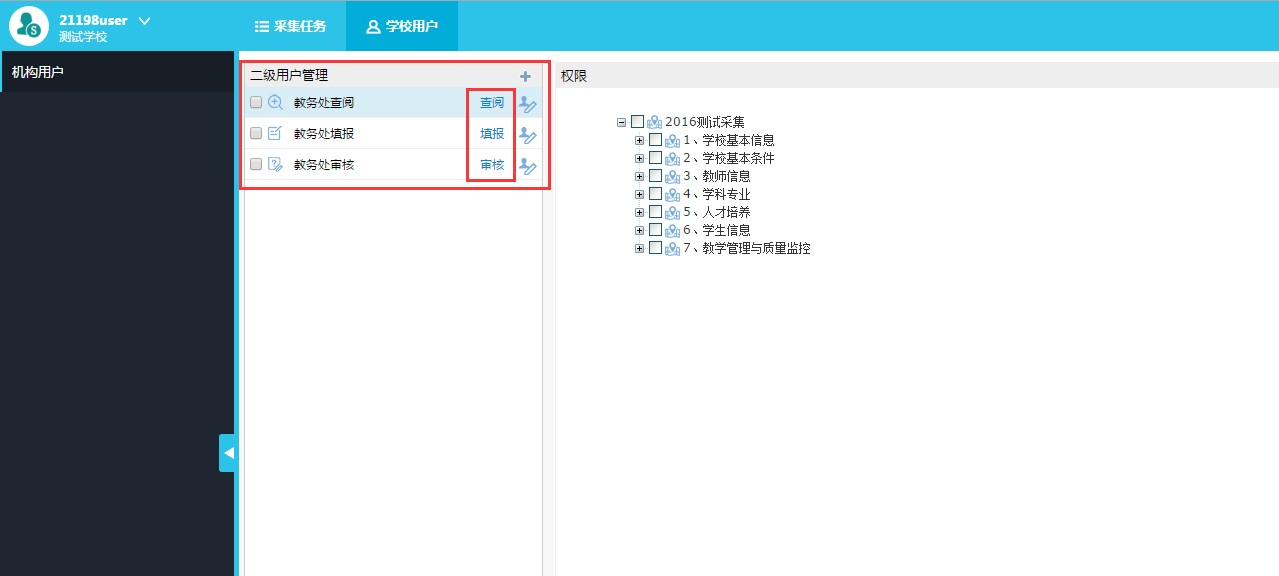 21198user
测试学校
采集任务
学校用户
机构用户
二级用户管理
权限
教务处查阅 查阅
教务处填报 填报
教务处审核 审核
2016测试采集
1、学校基本信息
2、学校基本条件
3、教师信息
4、学科专业
5、人才培养
6、学生信息
7、教学管理与质量监控